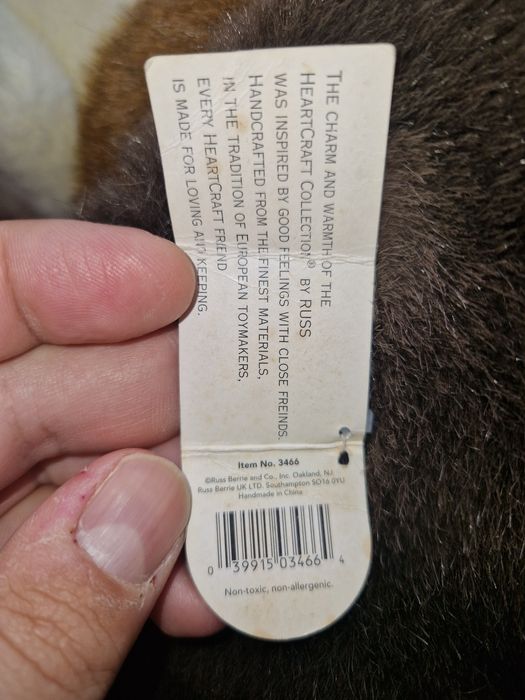 THE CHARM AND WARMTH OF THE
HEARTCRAFT COLLECTION® BY RUSS
WAS INSPIRED BY GOOD FEELINGS WITH CLOSE FREINDS.
HANDCRAFTED FROM THE FINEST MATERIALS,
IN THE TRADITION OF EUROPEAN TOYMAKERS,
EVERY HEARTCRAFT FRIEND
IS MADE FOR LOVING AND KEEPING.
Item No. 3466
©Russ Berrie and Co., Inc. Oakland, NJ
Russ Berrie UK LTD. Southampton SO16 0YU
Handmade in China
0 39915 03466 4
Non-toxic, non-allergenic.